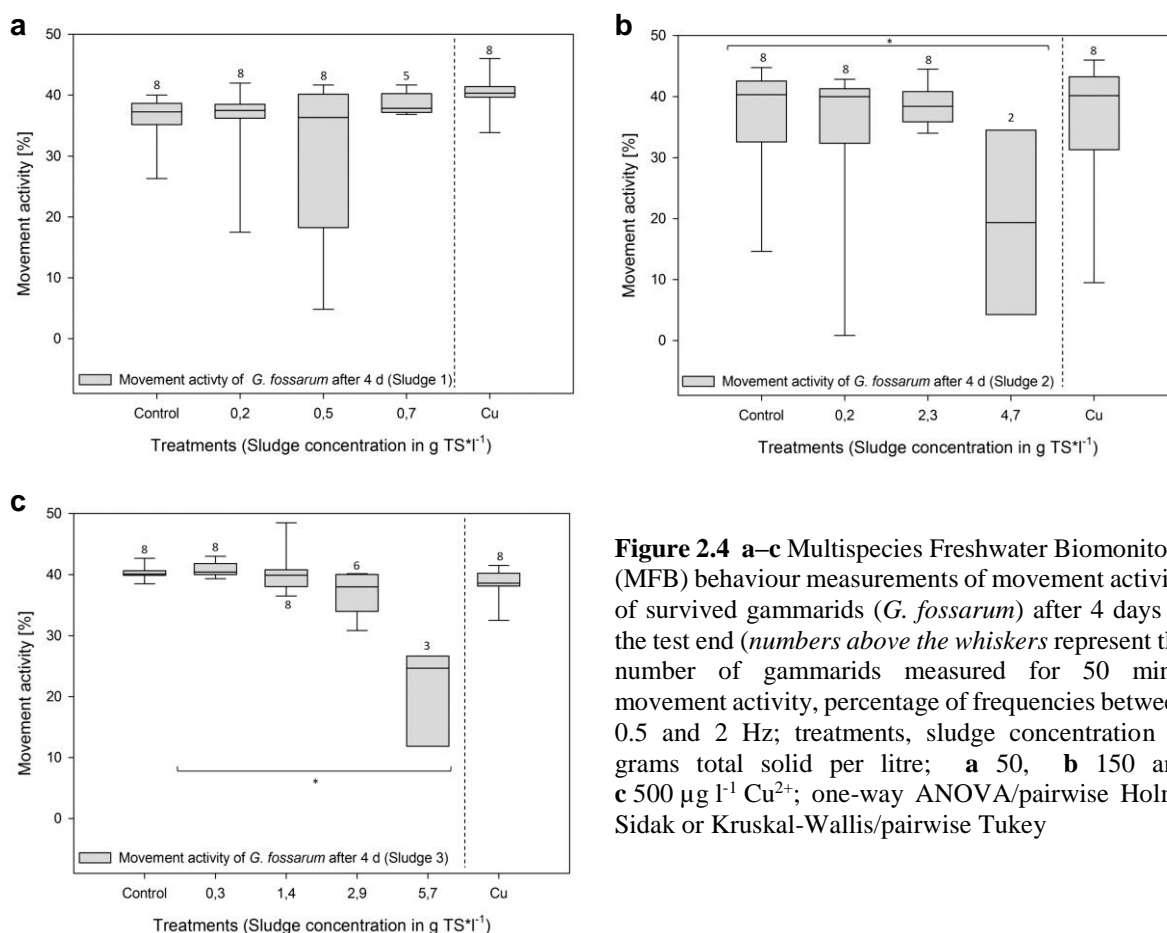 a
50
40
30
20
10
0
Movement activity [%]
8
8
8
5
8
Movement activty of G. fossarum after 4 d (Sludge 1)
Control
0,2
0,5
0,7
Cu
Treatments (Sludge concentration in g TS*l⁻¹)
b
50
40
30
20
10
0
Movement activity [%]
*
8
8
8
2
8
Movement activity of G. fossarum after 4 d (Sludge 2)
Control
0,2
2,3
4,7
Cu
Treatments (Sludge concentration in g TS*l⁻¹)
c
50
40
30
20
10
0
Movement activity [%]
8
8
8
6
3
8
*
Movement activity of G. fossarum after 4 d (Sludge 3)
Control
0,3
1,4
2,9
5,7
Cu
Treatments (Sludge concentration in g TS*l⁻¹)
Figure 2.4 a–c Multispecies Freshwater Biomonito
(MFB) behaviour measurements of movement activi
of survived gammarids (G. fossarum) after 4 days
the test end (numbers above the whiskers represent th
number of gammarids measured for 50 min
movement activity, percentage of frequencies betwee
0.5 and 2 Hz; treatments, sludge concentration
grams total solid per litre; a 50, b 150 an
c 500 µg l⁻¹ Cu²⁺; one-way ANOVA/pairwise Holm
Sidak or Kruskal-Wallis/pairwise Tukey